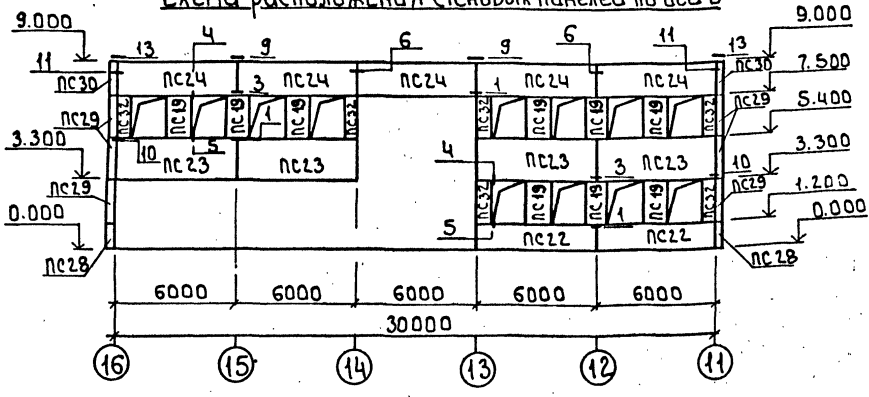 Схема расположения стеновых панелей по оси
9.000 4 9 6 9 6 11 13 9.000
13
11 ПС24 ПС24 ПС24 ПС24 ПС24 ПС30 7.500
ПС30
ПС29 ПС32 ПС19 3 ПС19 1 ПС19 ПС32 ПС32 1 ПС19 ПС19 ПС19 ПС32 ПС29 5.400
3.300 10 ПС23 5 ПС23 4 ПС23 3 ПС23 10 3.300
ПС29 ПС32 ПС19 ПС19 ПС19 ПС32 ПС29 1.200
0.000 5 ПС22 1 ПС22 0.000
ПС28 ПС28
6000 6000 6000 6000 6000
30000
16 15 14 13 12 11